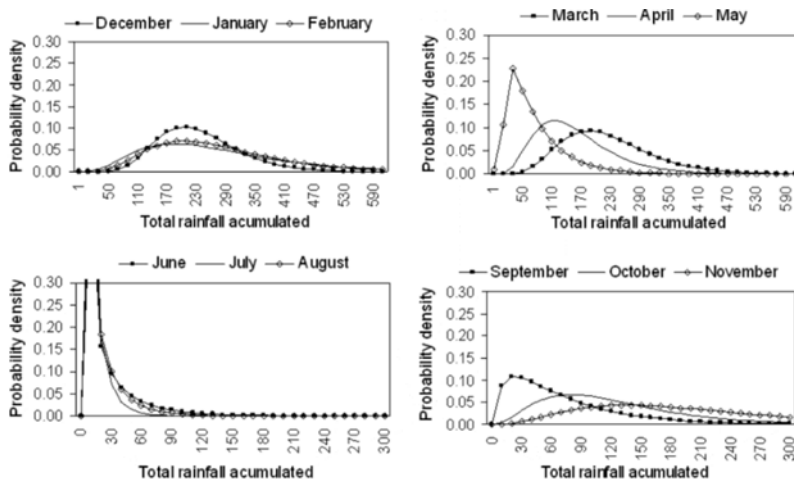 December January February
Probability density
0.30
0.25
0.20
0.15
0.10
0.05
0.00
1 50 110 170 230 290 350 410 470 530 590
Total rainfall acumulated
March April May
Probability density
0.30
0.25
0.20
0.15
0.10
0.05
0.00
1 50 110 170 230 290 350 410 470 530 590
Total rainfall acumulated
June July August
Probability density
0.30
0.25
0.20
0.15
0.10
0.05
0.00
0 30 60 90 120 150 180 210 240 270 300
Total rainfall acumulated
September October November
Probability density
0.30
0.25
0.20
0.15
0.10
0.05
0.00
0 30 60 90 120 150 180 210 240 270 300
Total rainfall acumulated